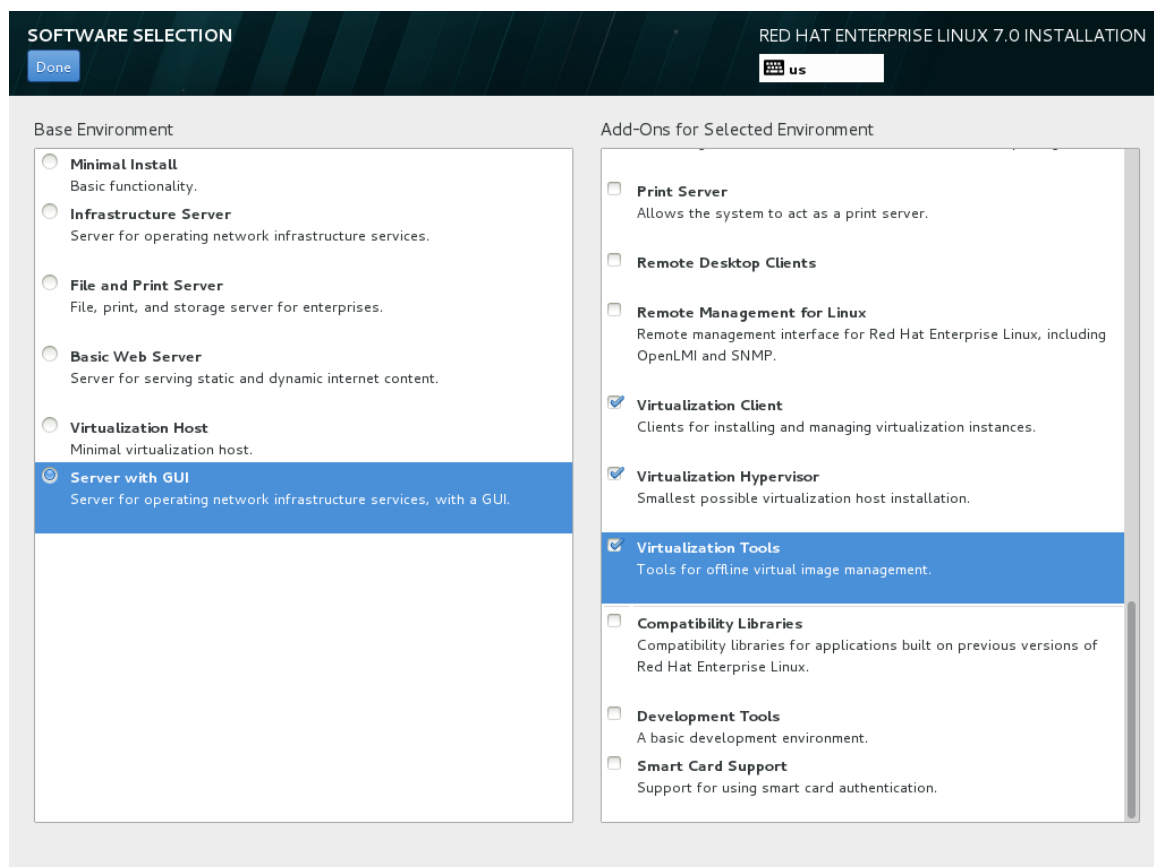 SOFTWARE SELECTION
Done
RED HAT ENTERPRISE LINUX 7.0 INSTALLATION
us
Base Environment
Minimal Install
Basic functionality.
Infrastructure Server
Server for operating network infrastructure services.
File and Print Server
File, print, and storage server for enterprises.
Basic Web Server
Server for serving static and dynamic internet content.
Virtualization Host
Minimal virtualization host.
Server with GUI
Server for operating network infrastructure services, with a GUI.
Add-Ons for Selected Environment
Print Server
Allows the system to act as a print server.
Remote Desktop Clients
Remote Management for Linux
Remote management interface for Red Hat Enterprise Linux, including
OpenLMI and SNMP.
Virtualization Client
Clients for installing and managing virtualization instances.
Virtualization Hypervisor
Smallest possible virtualization host installation.
Virtualization Tools
Tools for offline virtual image management.
Compatibility Libraries
Compatibility libraries for applications built on previous versions of
Red Hat Enterprise Linux.
Development Tools
A basic development environment.
Smart Card Support
Support for using smart card authentication.